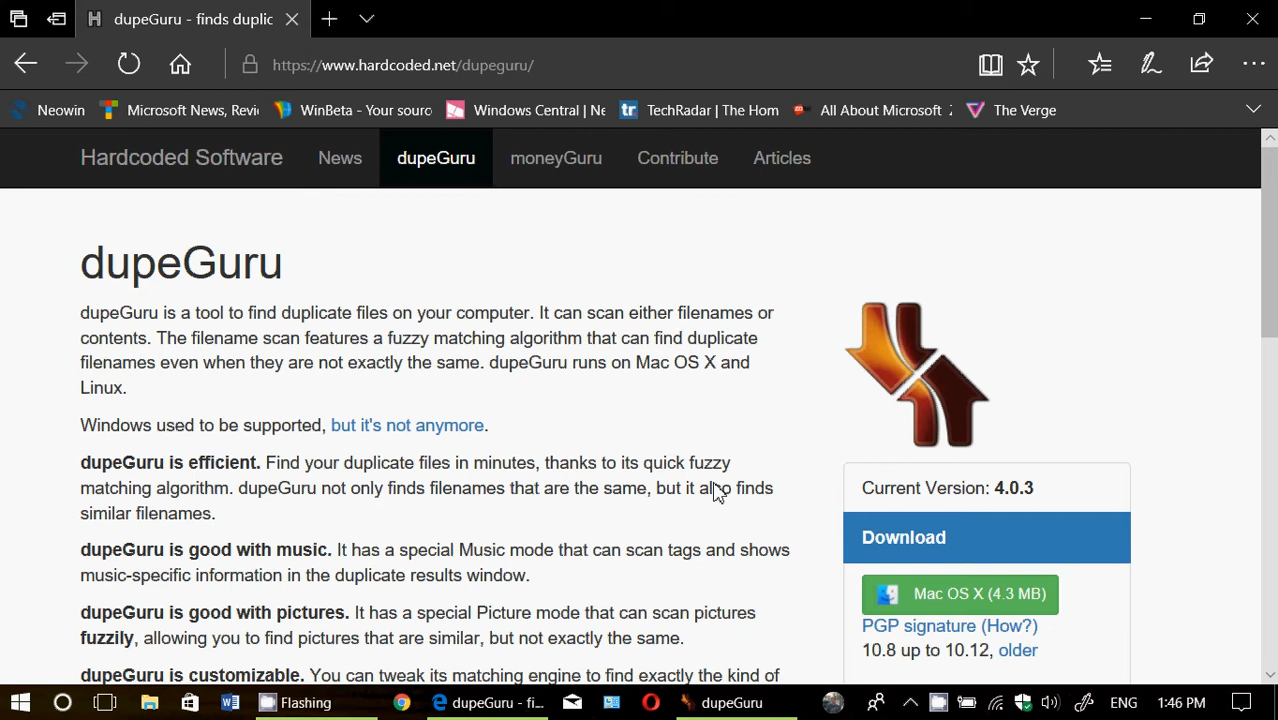 dupeGuru - finds duplic
https://www.hardcoded.net/dupeguru/
Neowin Microsoft News, Revi WinBeta - Your sourc Windows Central | Ne tr TechRadar | The Hom All About Microsoft The Verge
Hardcoded Software News dupeGuru moneyGuru Contribute Articles
dupeGuru
dupeGuru is a tool to find duplicate files on your computer. It can scan either filenames or
contents. The filename scan features a fuzzy matching algorithm that can find duplicate
filenames even when they are not exactly the same. dupeGuru runs on Mac OS X and
Linux.
Windows used to be supported, but it's not anymore.
dupeGuru is efficient. Find your duplicate files in minutes, thanks to its quick fuzzy
matching algorithm. dupeGuru not only finds filenames that are the same, but it also finds
similar filenames.
dupeGuru is good with music. It has a special Music mode that can scan tags and shows
music-specific information in the duplicate results window.
dupeGuru is good with pictures. It has a special Picture mode that can scan pictures
fuzzily, allowing you to find pictures that are similar, but not exactly the same.
dupeGuru is customizable. You can tweak its matching engine to find exactly the kind of
Current Version: 4.0.3
Download
Mac OS X (4.3 MB)
PGP signature (How?)
10.8 up to 10.12, older
Flashing dupeGuru - fi... dupeGuru ENG 1:46 PM